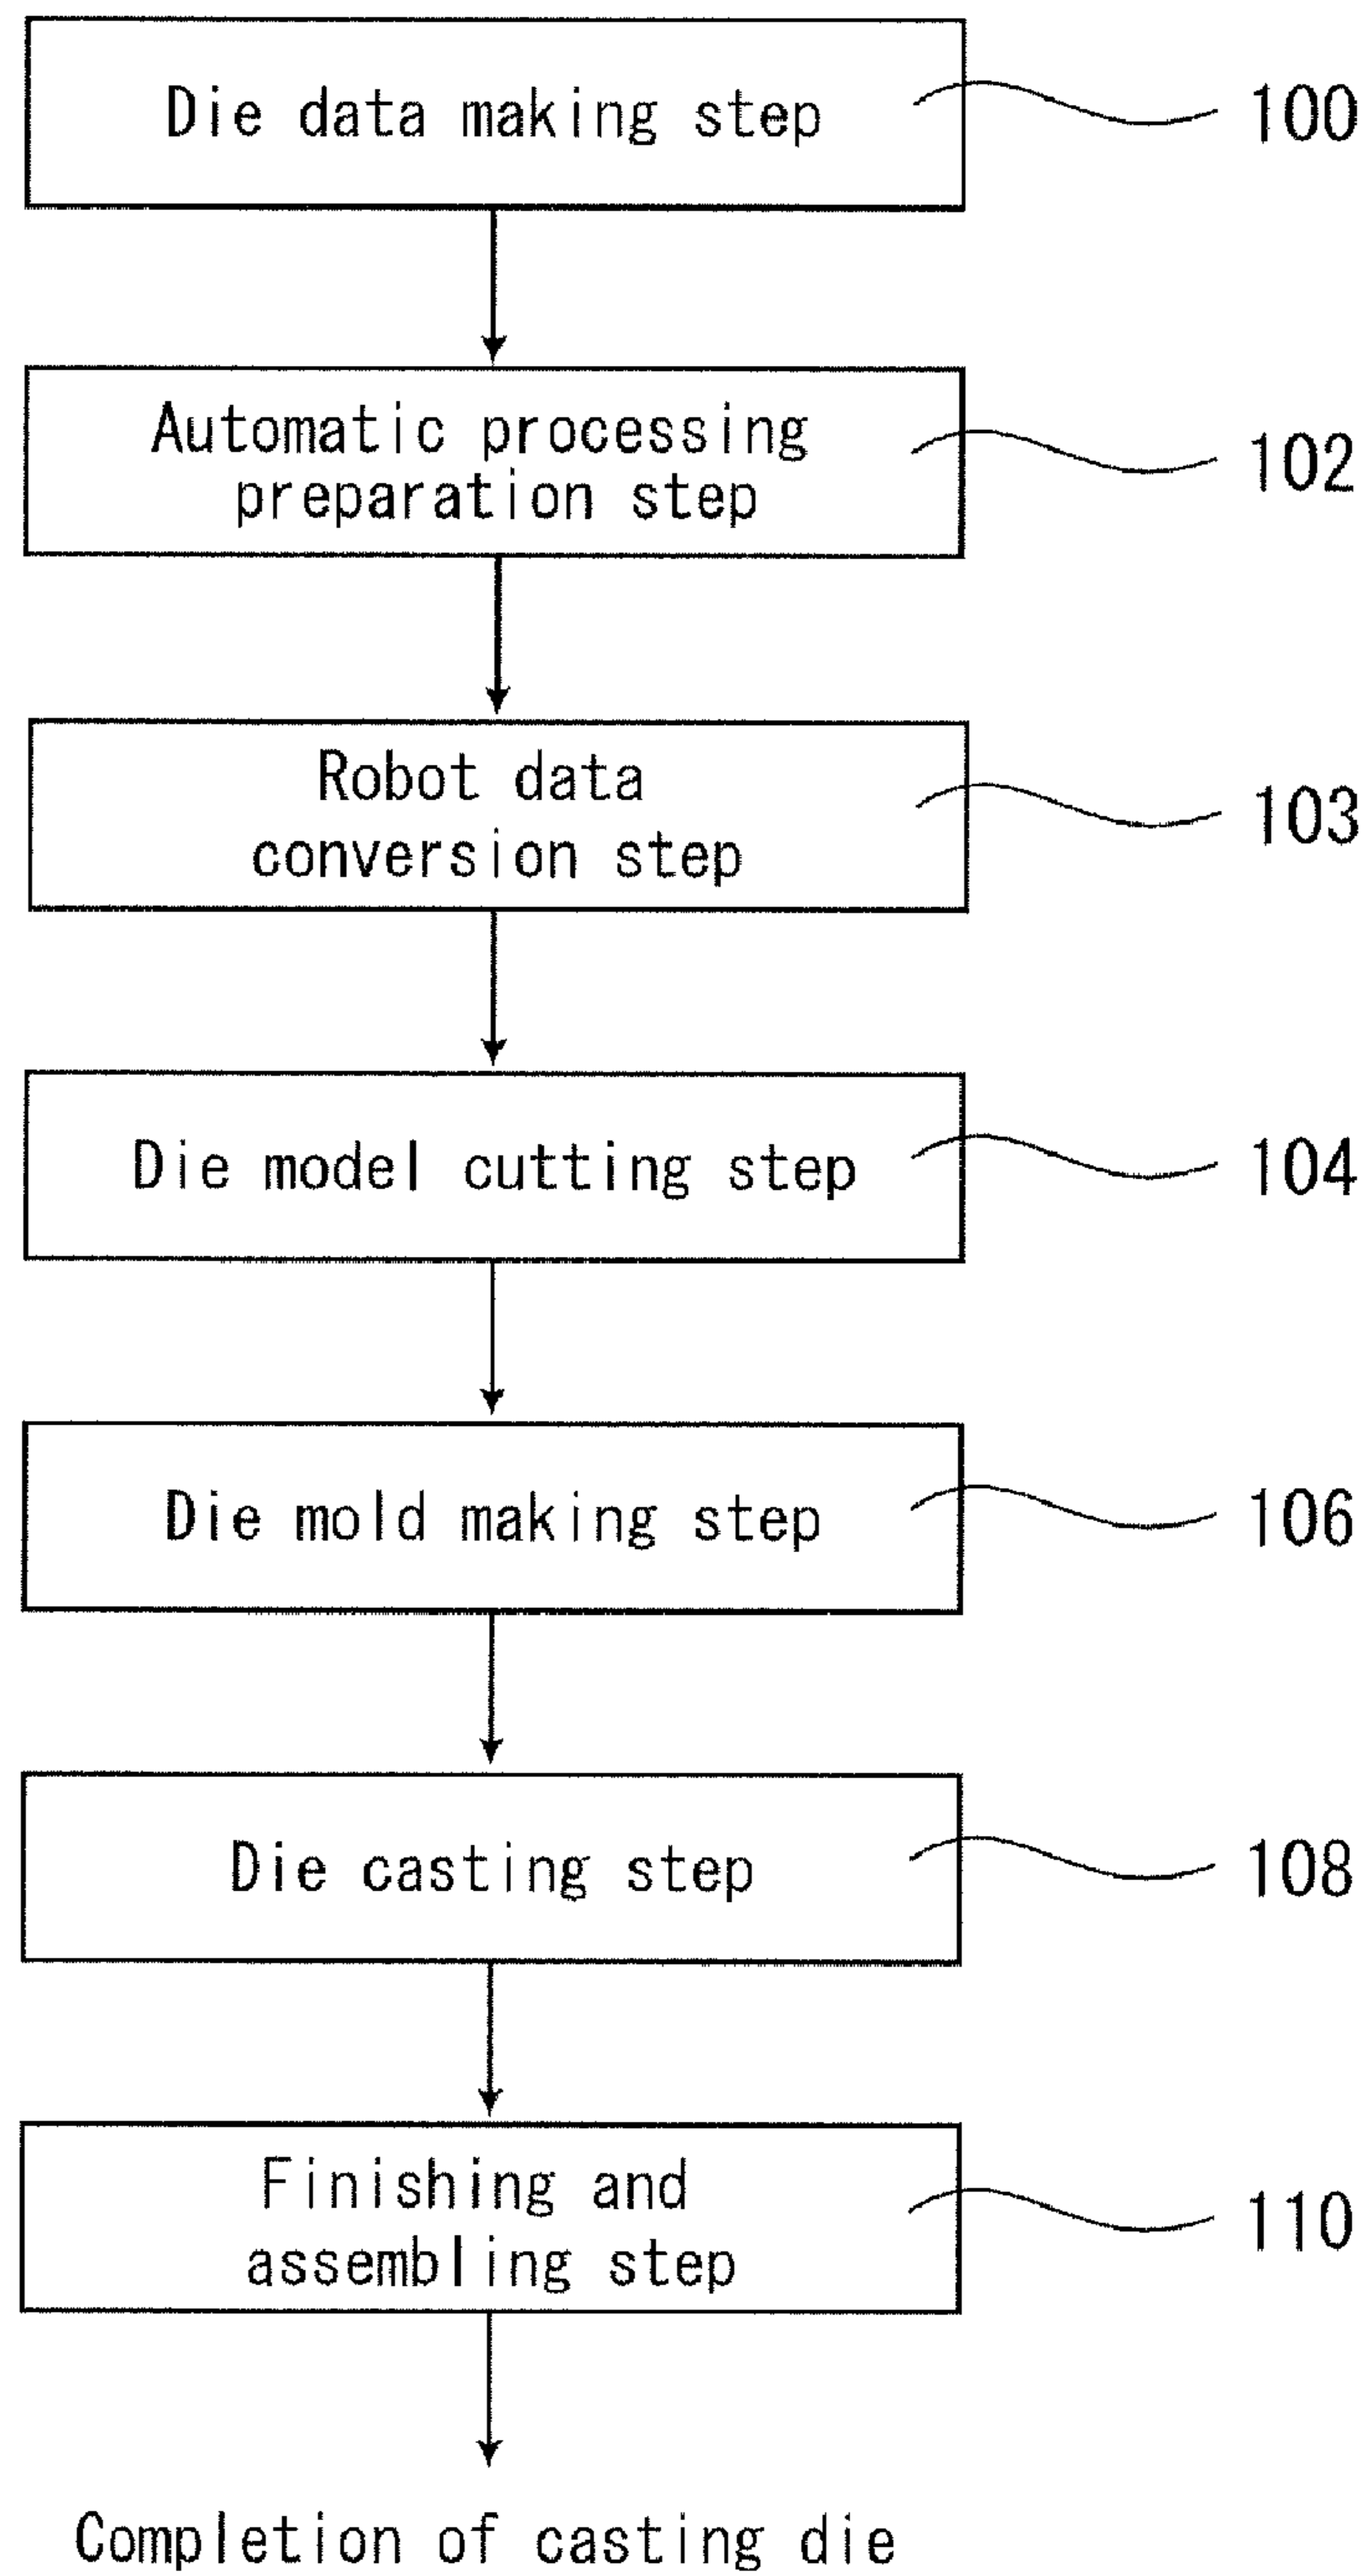 Die data making step
100
Automatic processing
preparation step
102
Robot data
conversion step
103
Die model cutting step
104
Die mold making step
106
Die casting step
108
Finishing and
assembling step
110
Completion of casting die